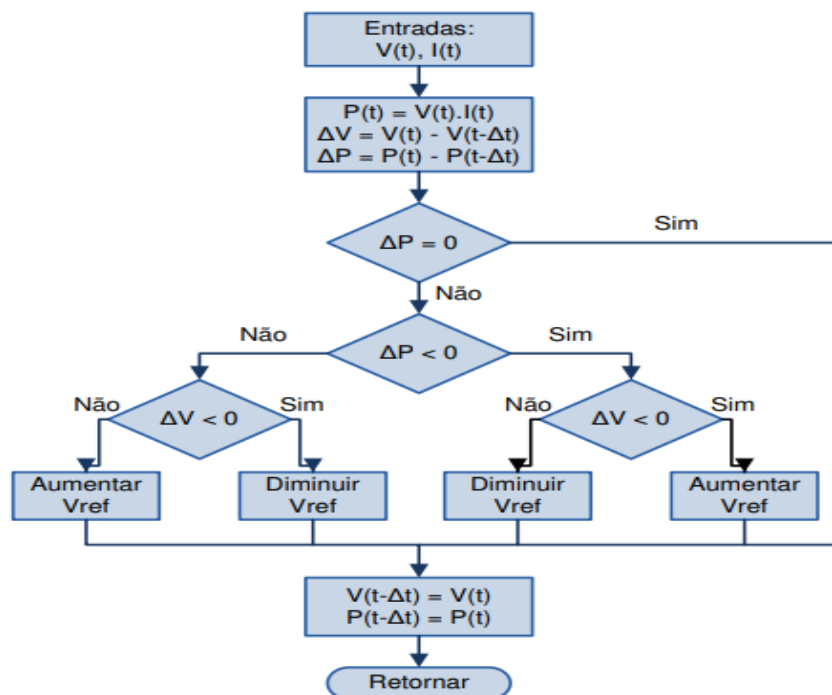 Entradas:
V(t), I(t)
P(t) = V(t).I(t)
ΔV = V(t) - V(t-Δt)
ΔP = P(t) - P(t-Δt)
Sim
ΔP = 0
Não
Não
ΔP < 0
Sim
Não
ΔV < 0
Sim
Não
ΔV < 0
Sim
Aumentar
Vref
Diminuir
Vref
Diminuir
Vref
Aumentar
Vref
V(t-Δt) = V(t)
P(t-Δt) = P(t)
Retornar